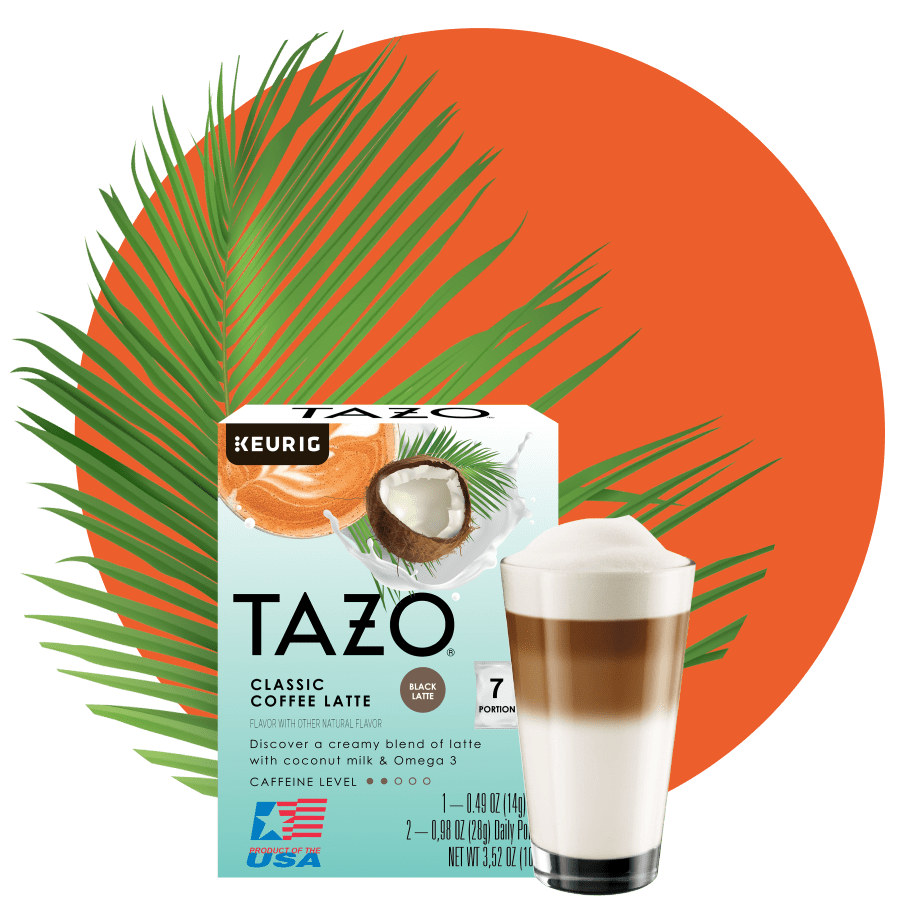 TAZO
KEURIG
TAZO®
CLASSIC
COFFEE LATTE
BLACK
LATTE
7
PORTION
FLAVOR WITH OTHER NATURAL FLAVOR
Discover a creamy blend of latte
with coconut milk & Omega 3
CAFFEINE LEVEL
1 — 0.49 OZ (14g)
2 — 0,98 OZ (28g) Daily
NET WT 3,52 OZ
PRODUCT OF THE
USA